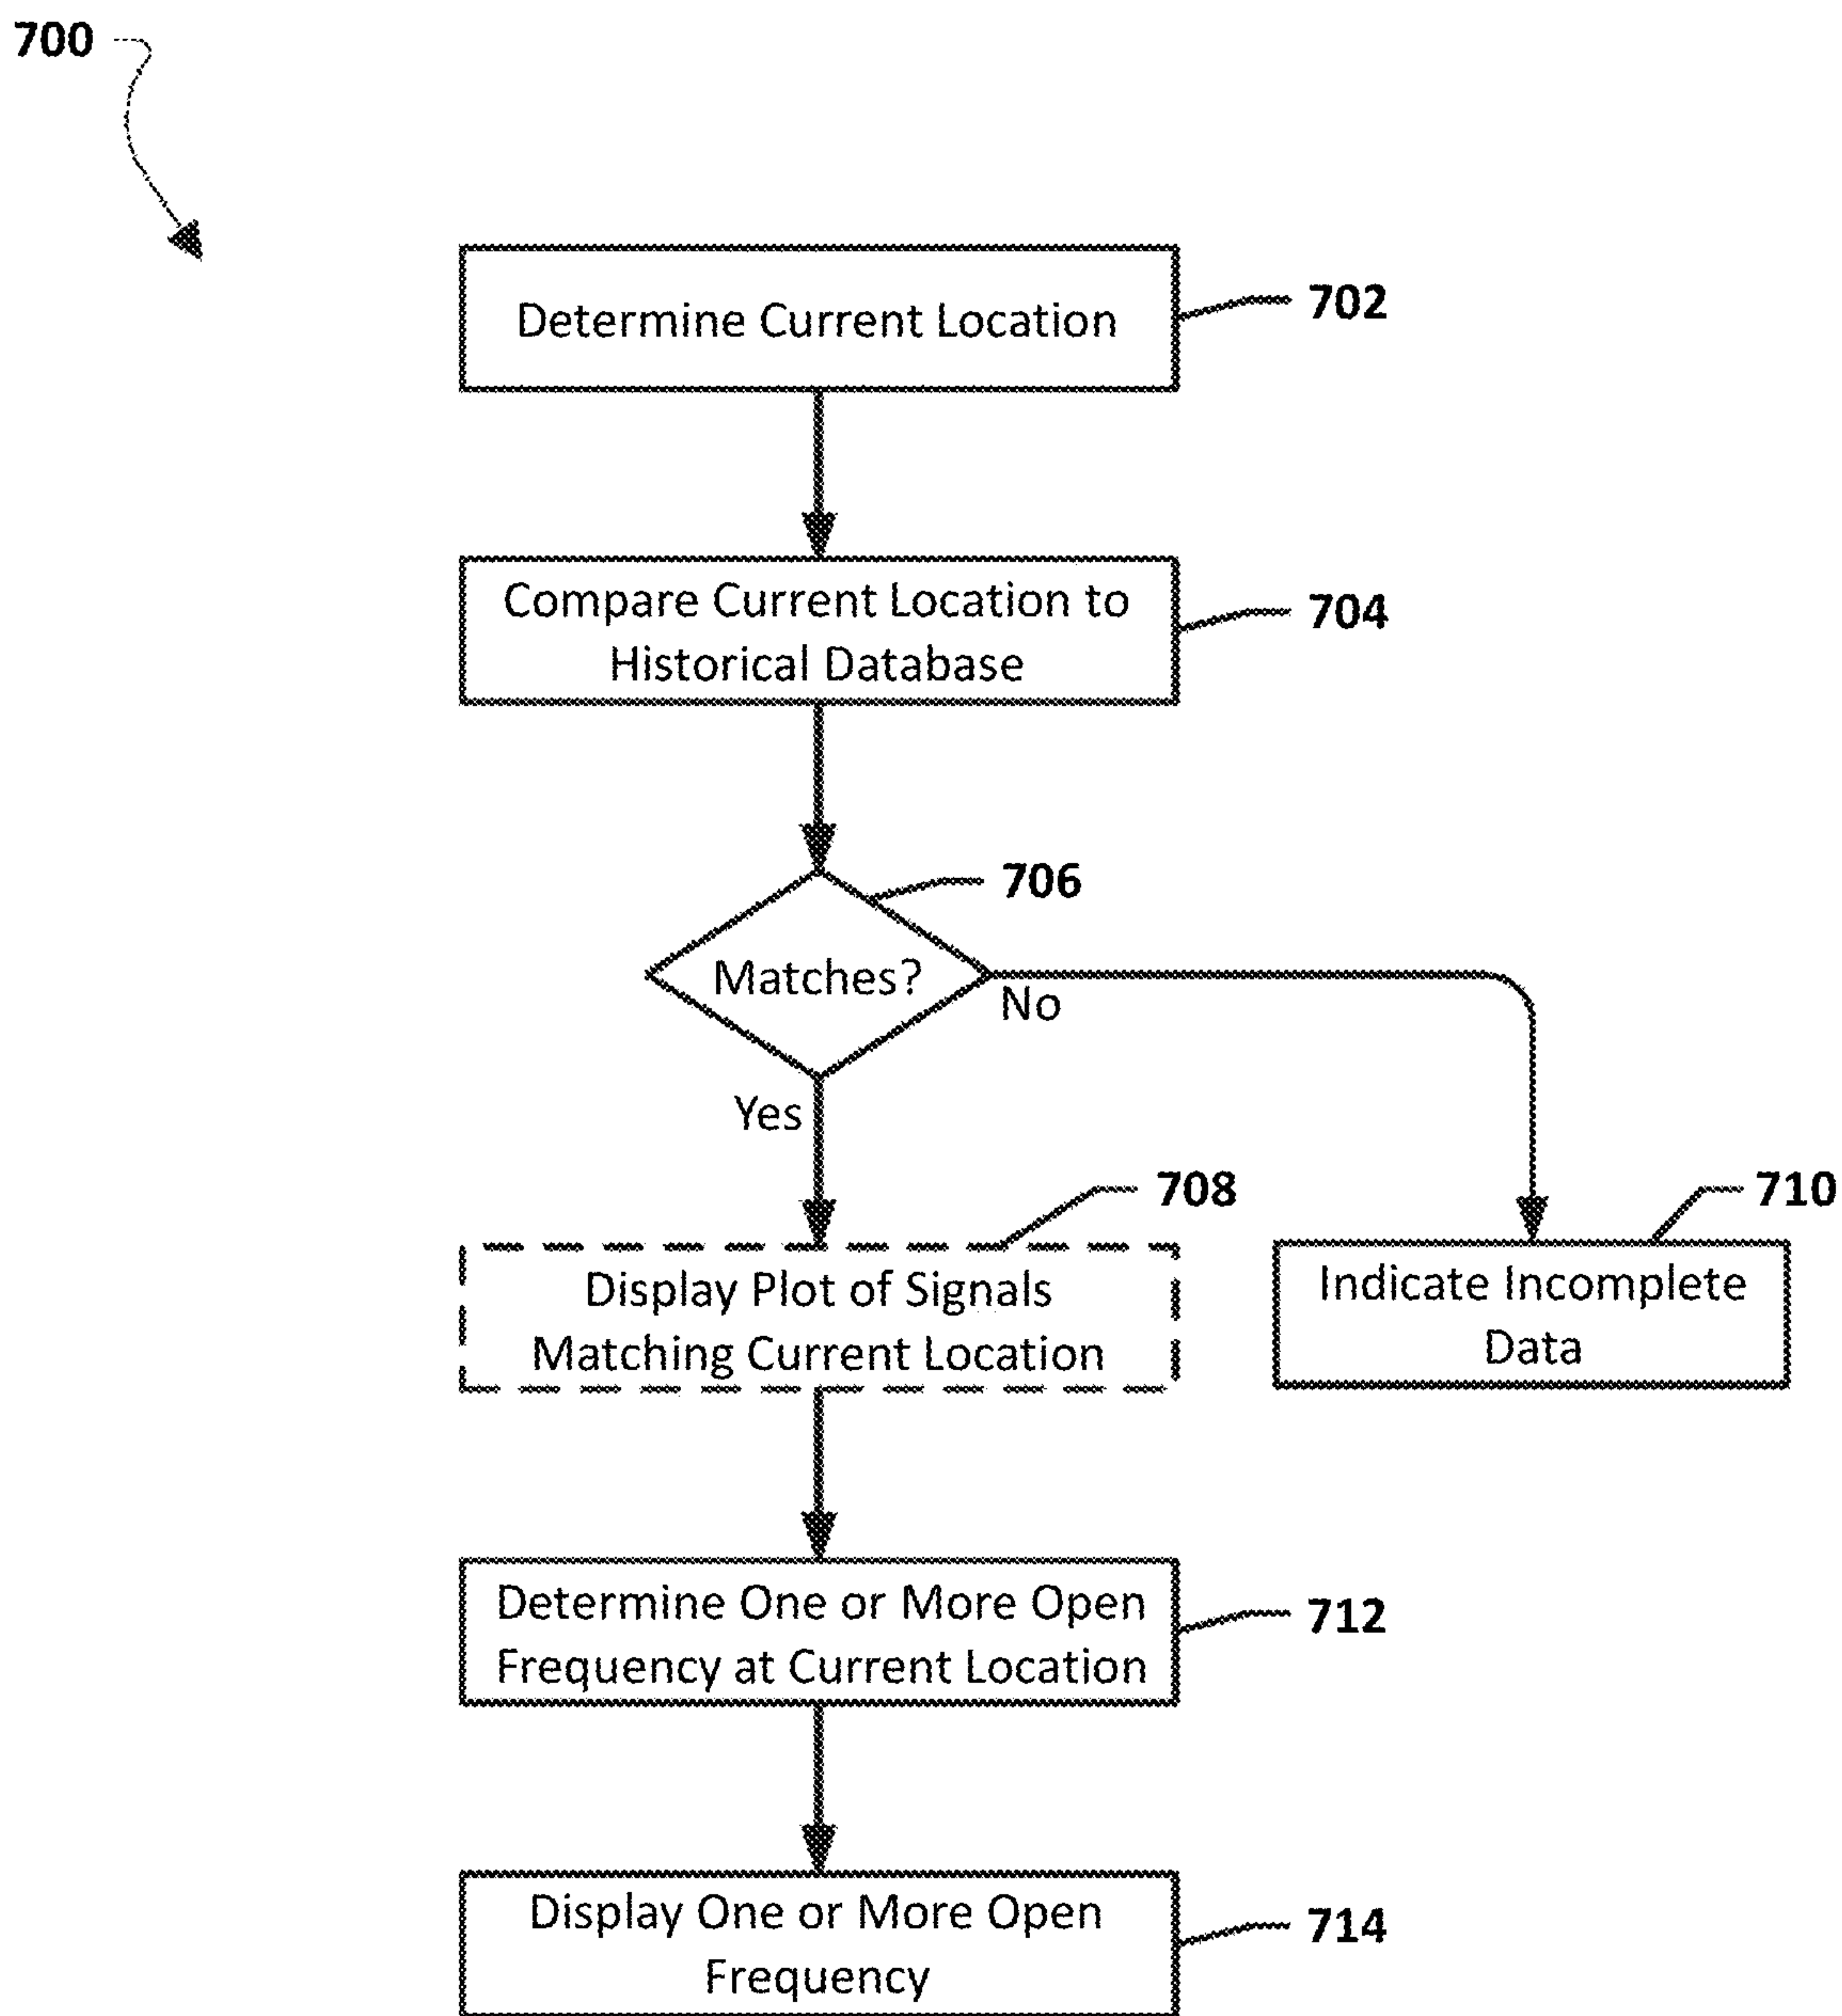 700
Determine Current Location
702
Compare Current Location to
Historical Database
704
706
Matches?
No
Yes
708
Display Plot of Signals
Matching Current Location
710
Indicate Incomplete
Data
Determine One or More Open
Frequency at Current Location
712
Display One or More Open
Frequency
714